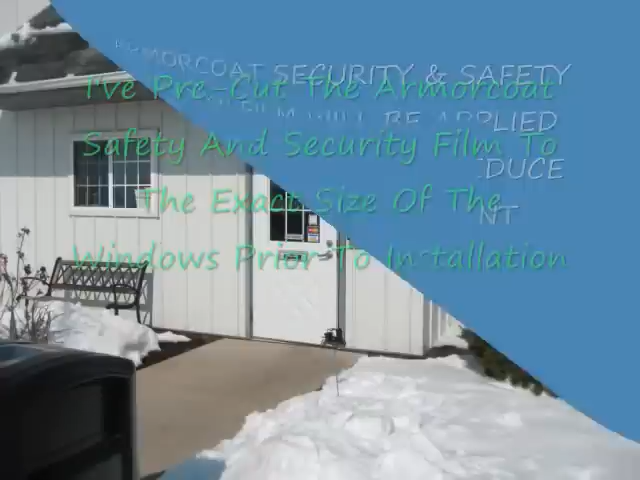 ARMORCOAT SECURITY & SAFETY
I've Pre-Cut The Armorcoat
FILM WILL BE APPLIED
Safety And Security Film To
DUCE
The Exact Size Of The
NT
Windows Prior To Installation